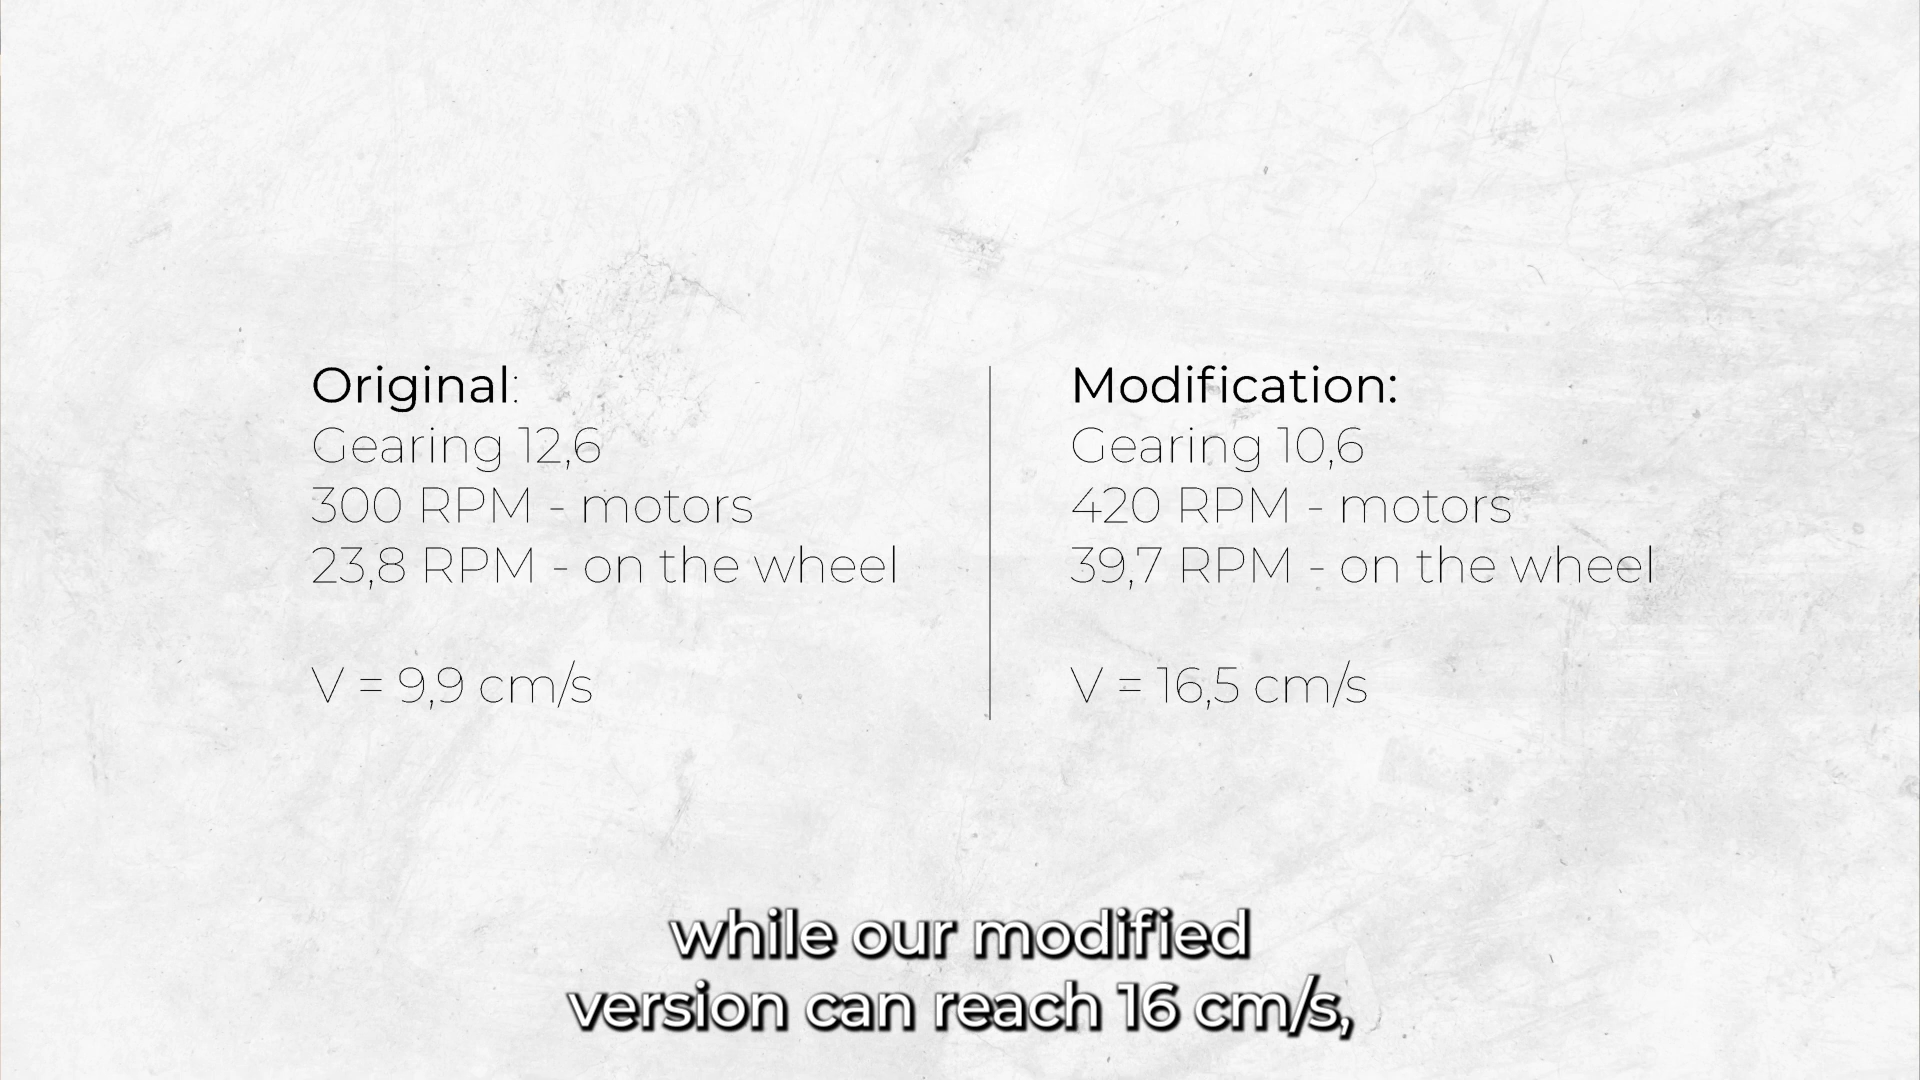 Original:
Gearing 12,6
300 RPM - motors
23,8 RPM - on the wheel
V = 9,9 cm/s
Modification:
Gearing 10,6
420 RPM - motors
39,7 RPM - on the wheel
V = 16,5 cm/s
while our modified
version can reach 16 cm/s,